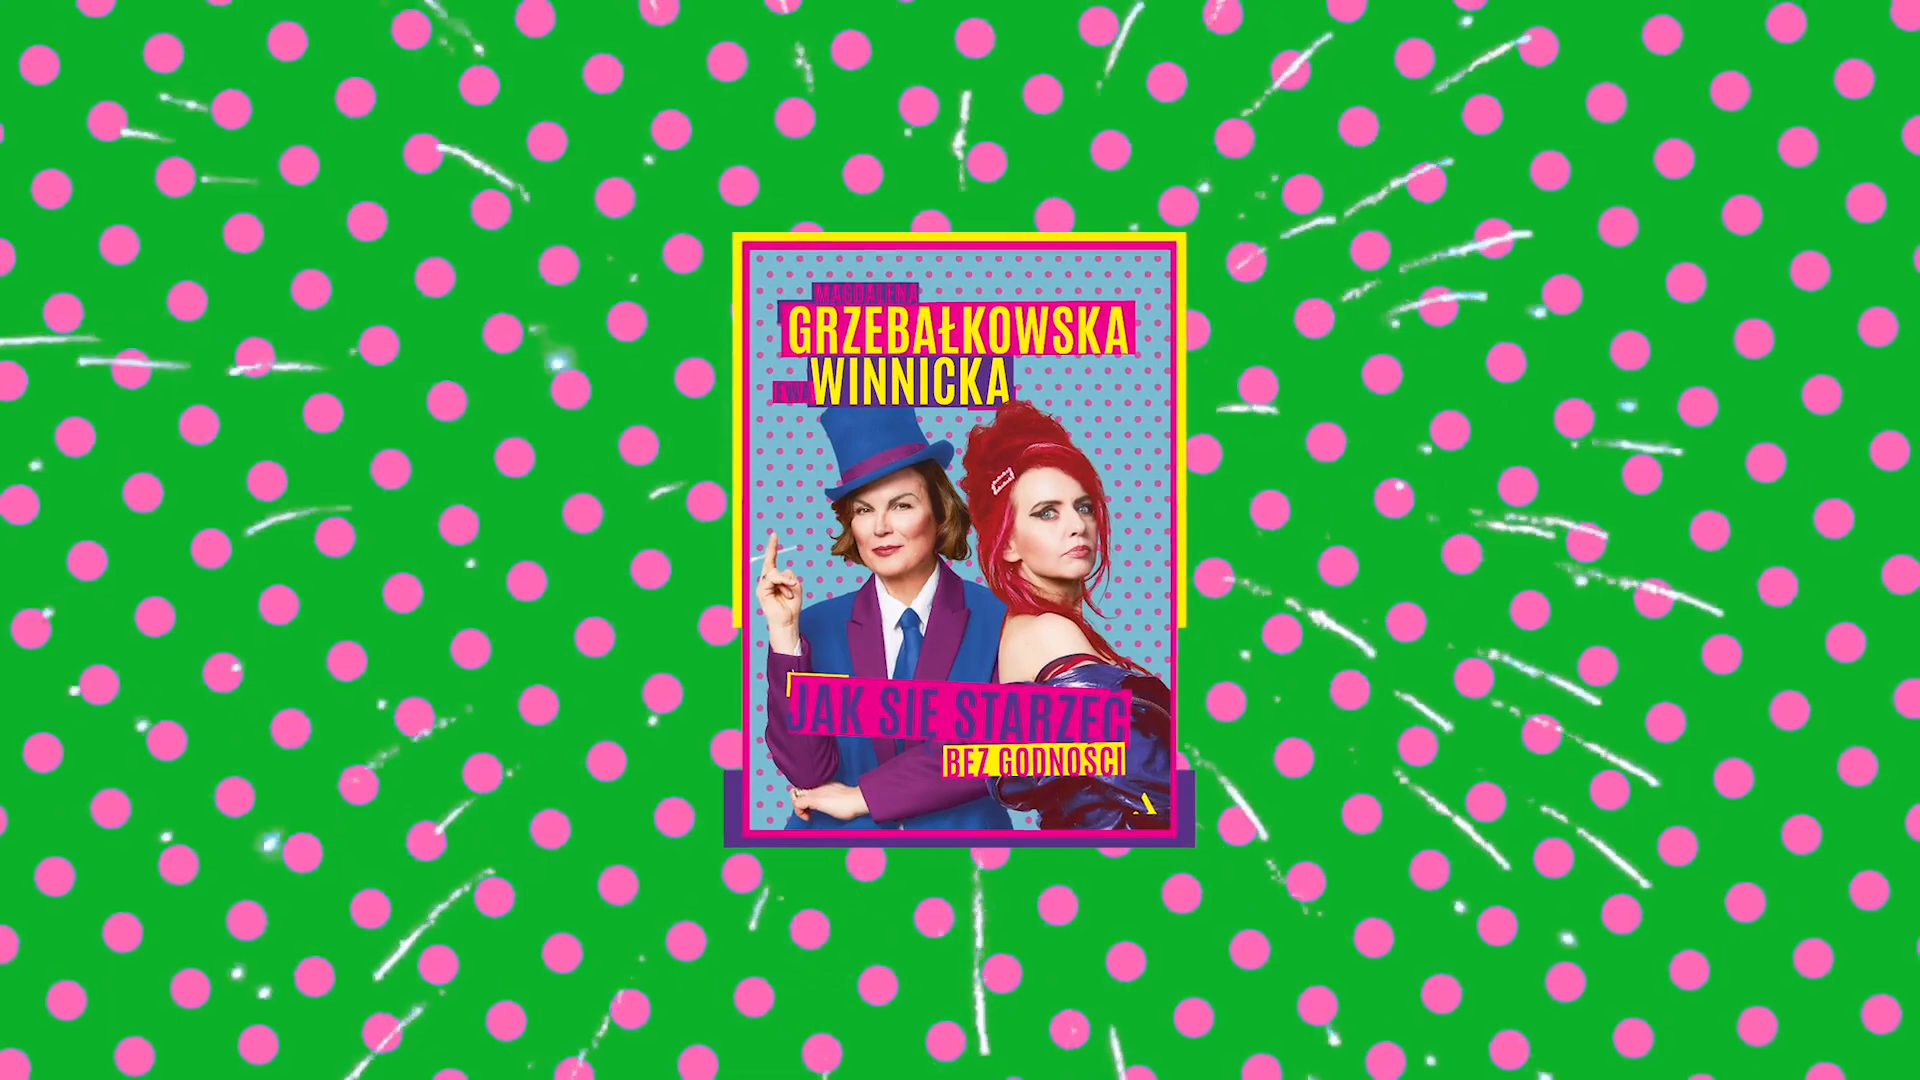 MAGDALENA
GRZEBAŁKOWSKA
EWA WINNICKA
JAK SIĘ STARZEĆ
BEZ GODNOŚCI